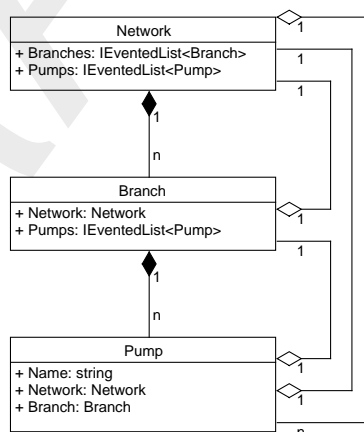 Network
1
+ Branches: IEventedList<Branch>
+ Pumps: IEventedList<Pump>
1
1
1
n
Branch
1
+ Network: Network
+ Pumps: IEventedList<Pump>
1
1
n
Pump
1
+ Name: string
+ Network: Network
+ Branch: Branch
1
n